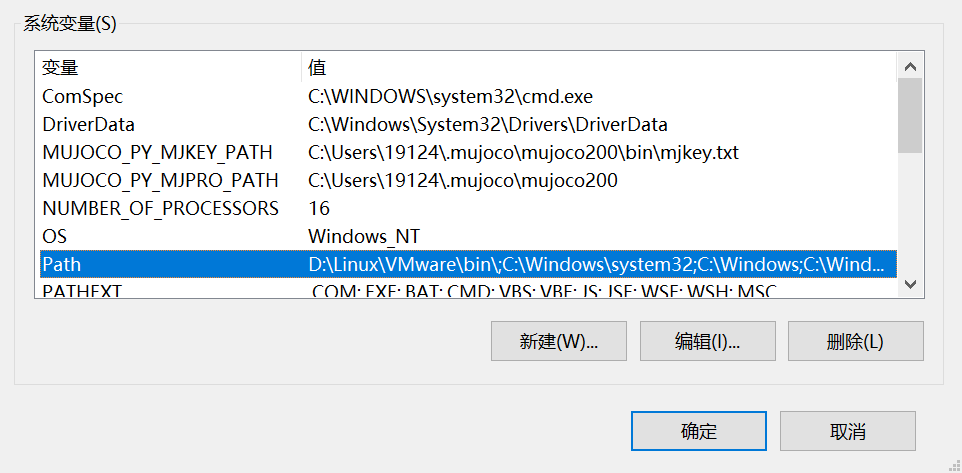 系统变量(S)
变量 值
ComSpec C:\WINDOWS\system32\cmd.exe
DriverData C:\Windows\System32\Drivers\DriverData
MUJOCO_PY_MJKEY_PATH C:\Users\19124\.mujoco\mujoco200\bin\mjkey.txt
MUJOCO_PY_MJPRO_PATH C:\Users\19124\.mujoco\mujoco200
NUMBER_OF_PROCESSORS 16
OS Windows_NT
Path D:\Linux\VMware\bin\;C:\Windows\system32;C:\Windows;C:\Wind...
PATHEXT .COM;.EXE;.BAT;.CMD;.VBS;.VBE;.JS;.JSE;.WSF;.WSH;.MSC
新建(W)... 编辑(I)... 删除(L)
确定 取消